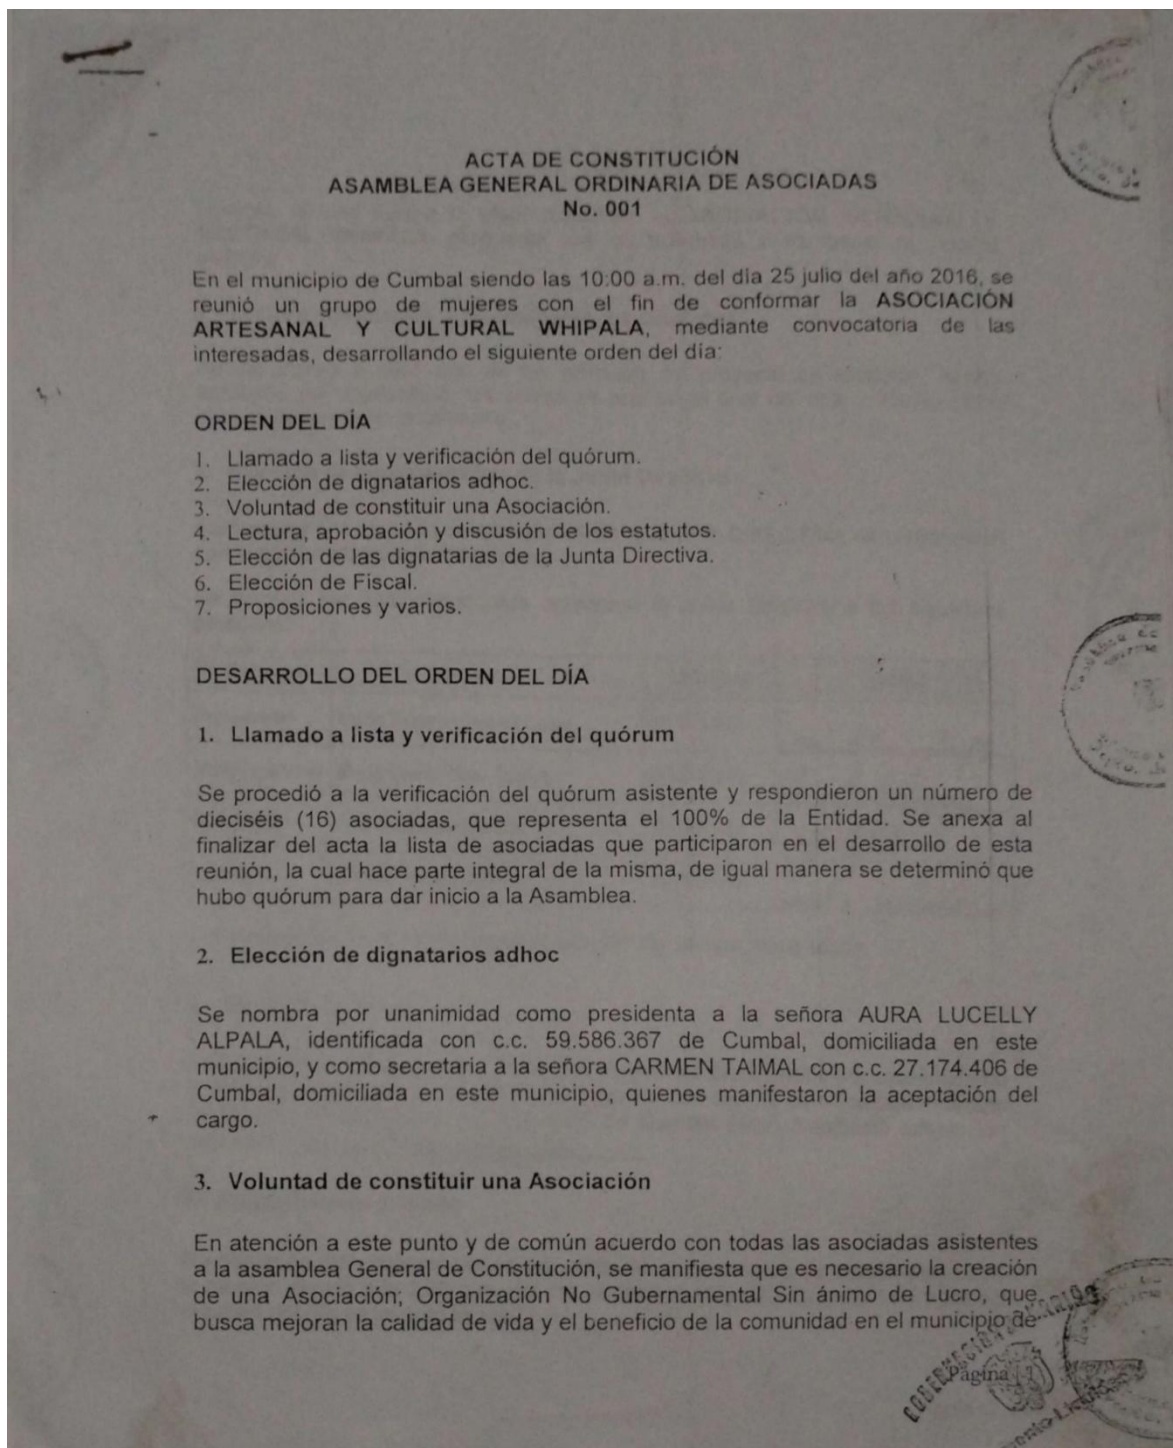 ACTA DE CONSTITUCIÓN
ASAMBLEA GENERAL ORDINARIA DE ASOCIADAS
No. 001
En el municipio de Cumbal siendo las 10:00 a.m. del día 25 julio del año 2016, se
reunió un grupo de mujeres con el fin de conformar la ASOCIACIÓN
ARTESANAL Y CULTURAL WHIPALA, mediante convocatoria de las
interesadas, desarrollando el siguiente orden del día:
ORDEN DEL DÍA
1. Llamado a lista y verificación del quórum.
2. Elección de dignatarios adhoc.
3. Voluntad de constituir una Asociación.
4. Lectura, aprobación y discusión de los estatutos.
5. Elección de las dignatarias de la Junta Directiva.
6. Elección de Fiscal.
7. Proposiciones y varios.
DESARROLLO DEL ORDEN DEL DÍA
1. Llamado a lista y verificación del quórum
Se procedió a la verificación del quórum asistente y respondieron un número de
dieciséis (16) asociadas, que representa el 100% de la Entidad. Se anexa al
finalizar del acta la lista de asociadas que participaron en el desarrollo de esta
reunión, la cual hace parte integral de la misma, de igual manera se determinó que
hubo quórum para dar inicio a la Asamblea.
2. Elección de dignatarios adhoc
Se nombra por unanimidad como presidenta a la señora AURA LUCELLY
ALPALA, identificada con c.c. 59.586.367 de Cumbal, domiciliada en este
municipio, y como secretaria a la señora CARMEN TAIMAL con c.c. 27.174.406 de
Cumbal, domiciliada en este municipio, quienes manifestaron la aceptación del
cargo.
3. Voluntad de constituir una Asociación
En atención a este punto y de común acuerdo con todas las asociadas asistentes
a la asamblea General de Constitución, se manifiesta que es necesario la creación
de una Asociación; Organización No Gubernamental Sin ánimo de Lucro, que
busca mejoran la calidad de vida y el beneficio de la comunidad en el municipio de
Página
GOBERNACIÓN